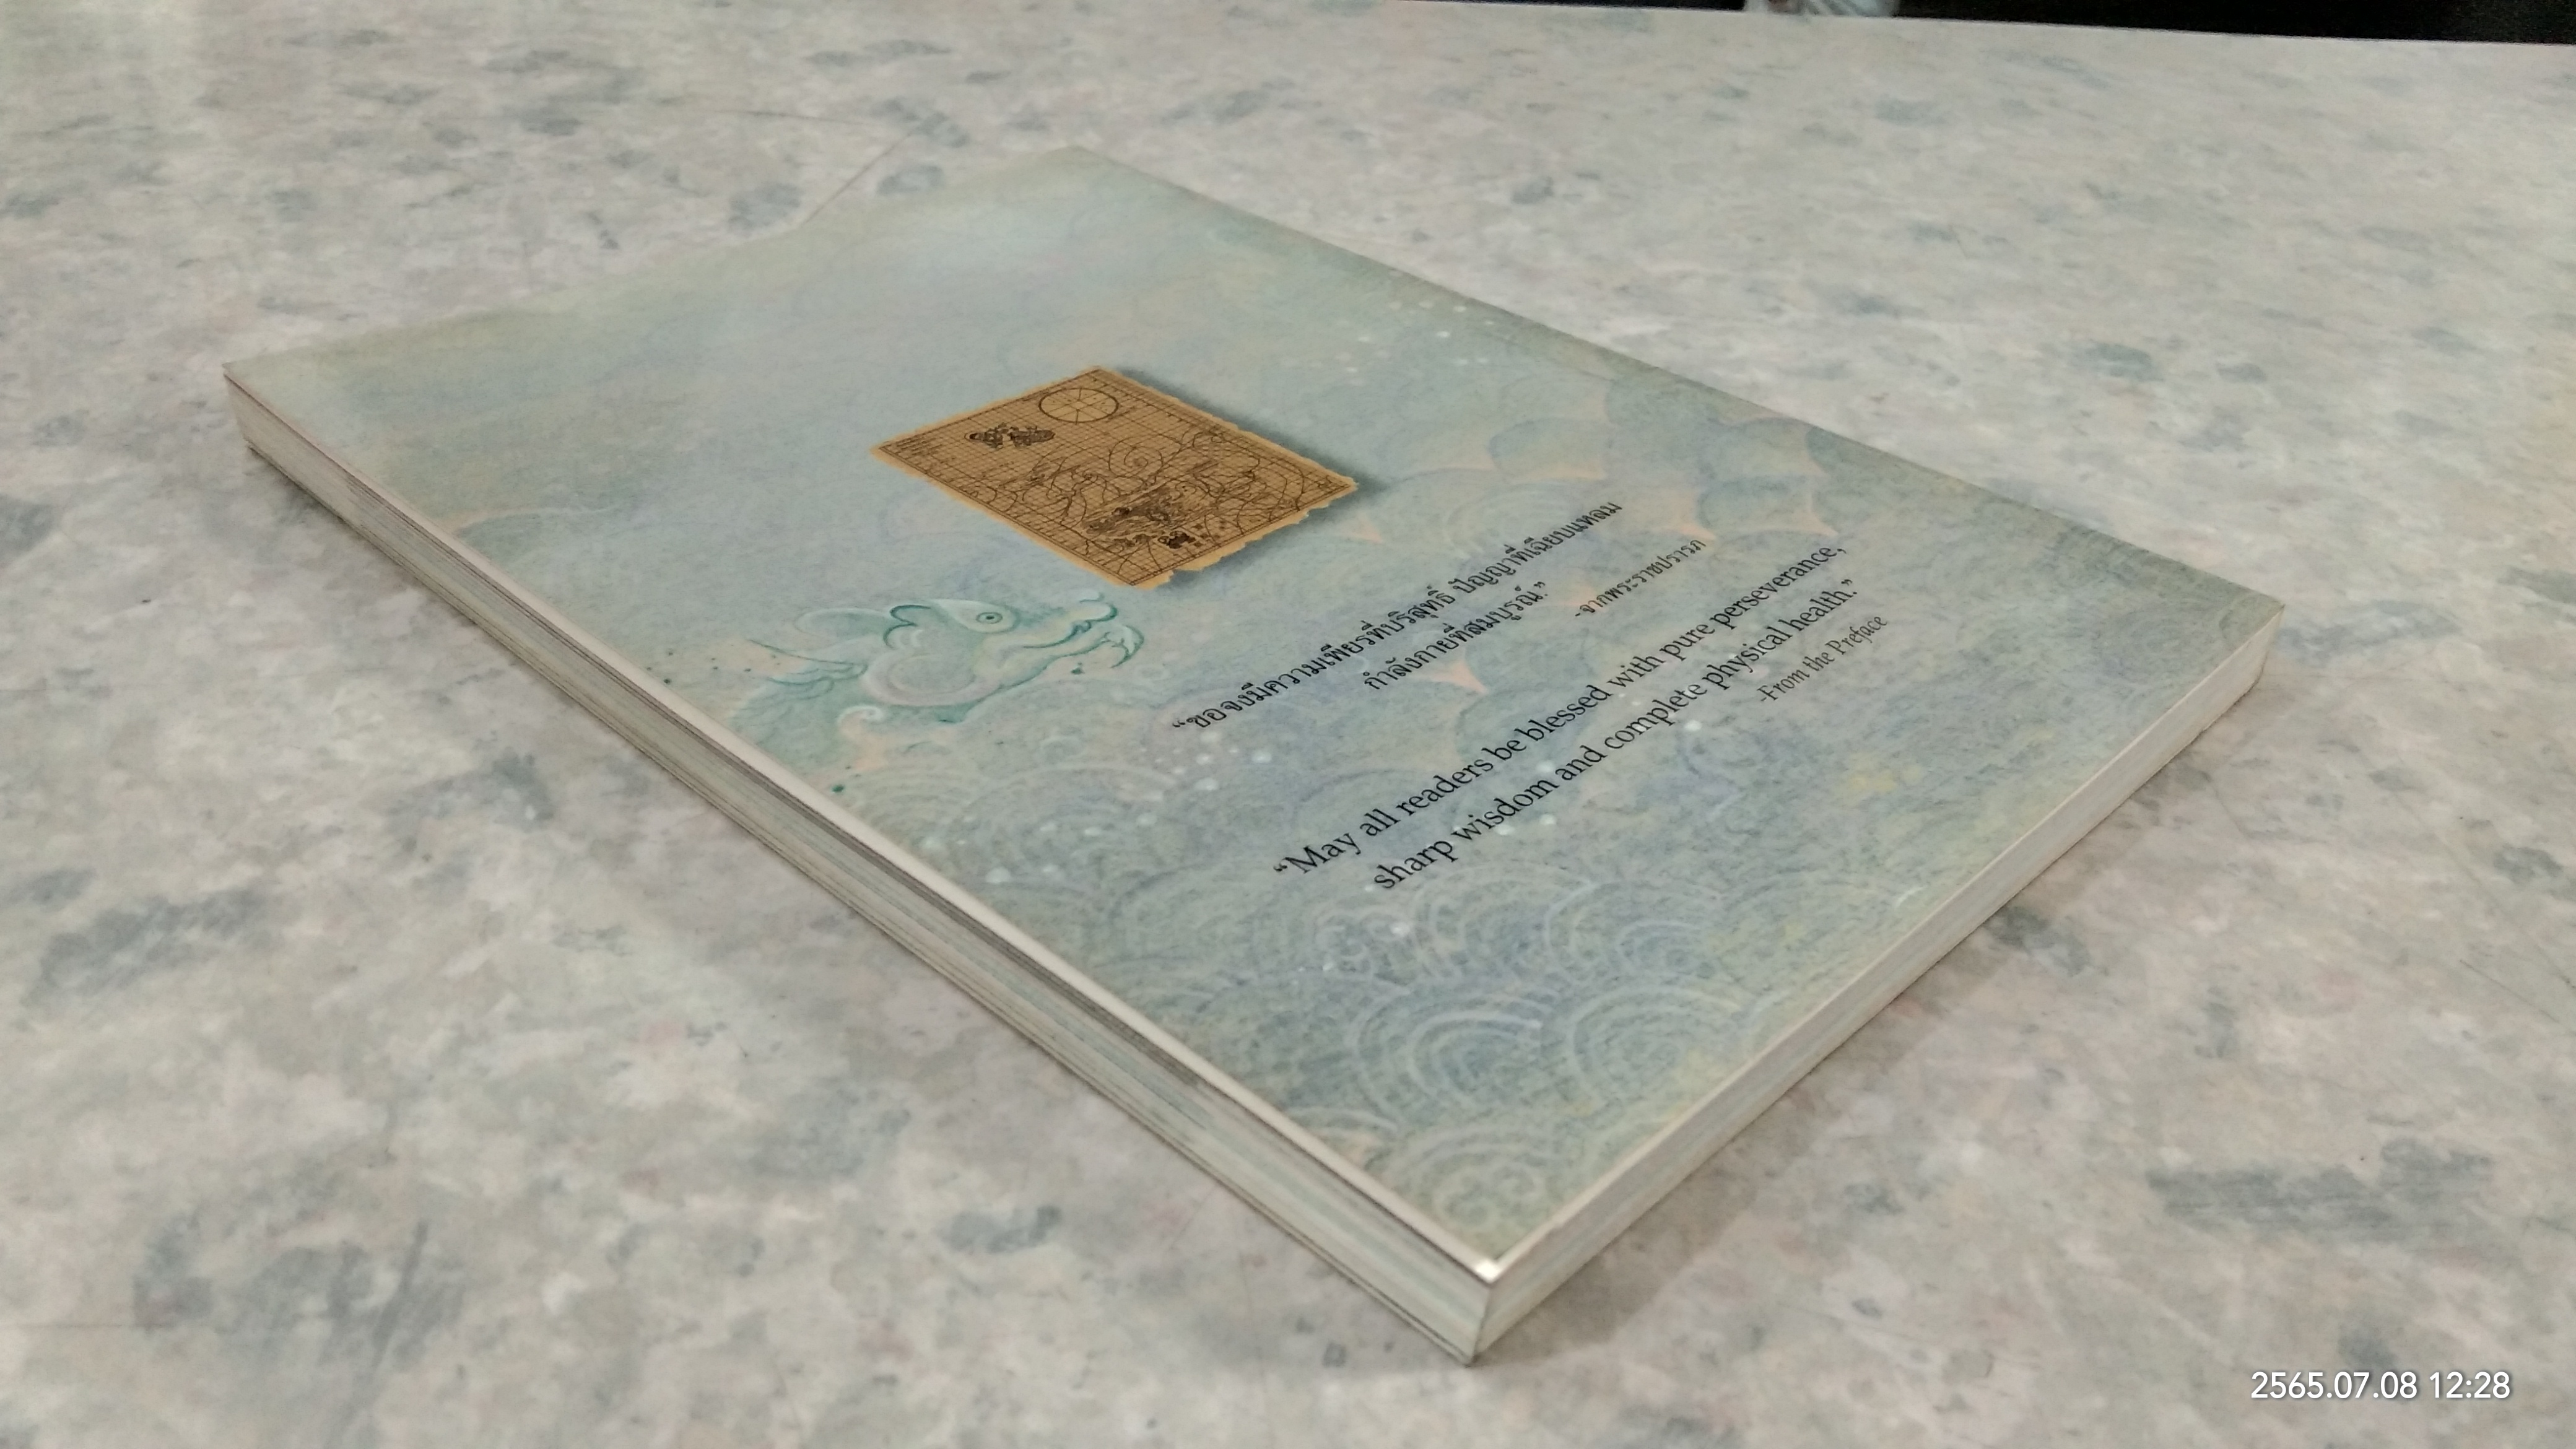 “ขอจงมีความเพียรที่บริสุทธิ์ ปัญญาที่เฉียบแหลม
กำลังกายที่สมบูรณ์.”
-จากพระราชปรารภ
“May all readers be blessed with pure perseverance,
sharp wisdom and complete physical health.”
-From the Preface
2565.07.08 12:28